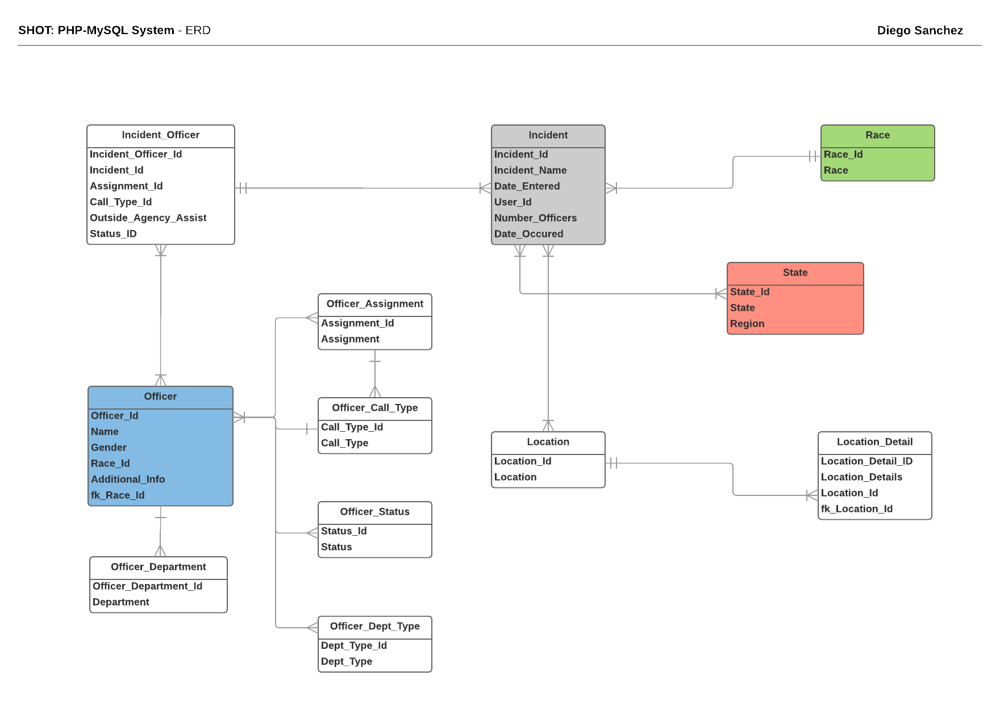 SHOT: PHP-MySQL System - ERD
Diego Sanchez
Incident_Officer
Incident_Officer_Id
Incident_Id
Assignment_Id
Call_Type_Id
Outside_Agency_Assist
Status_ID
Incident
Incident_Id
Incident_Name
Date_Entered
User_Id
Number_Officers
Date_Occured
Race
Race_Id
Race
State
State_Id
State
Region
Officer_Assignment
Assignment_Id
Assignment
Officer
Officer_Id
Name
Gender
Race_Id
Additional_Info
fk_Race_Id
Officer_Call_Type
Call_Type_Id
Call_Type
Location
Location_Id
Location
Location_Detail
Location_Detail_ID
Location_Details
Location_Id
fk_Location_Id
Officer_Status
Status_Id
Status
Officer_Department
Officer_Department_Id
Department
Officer_Dept_Type
Dept_Type_Id
Dept_Type